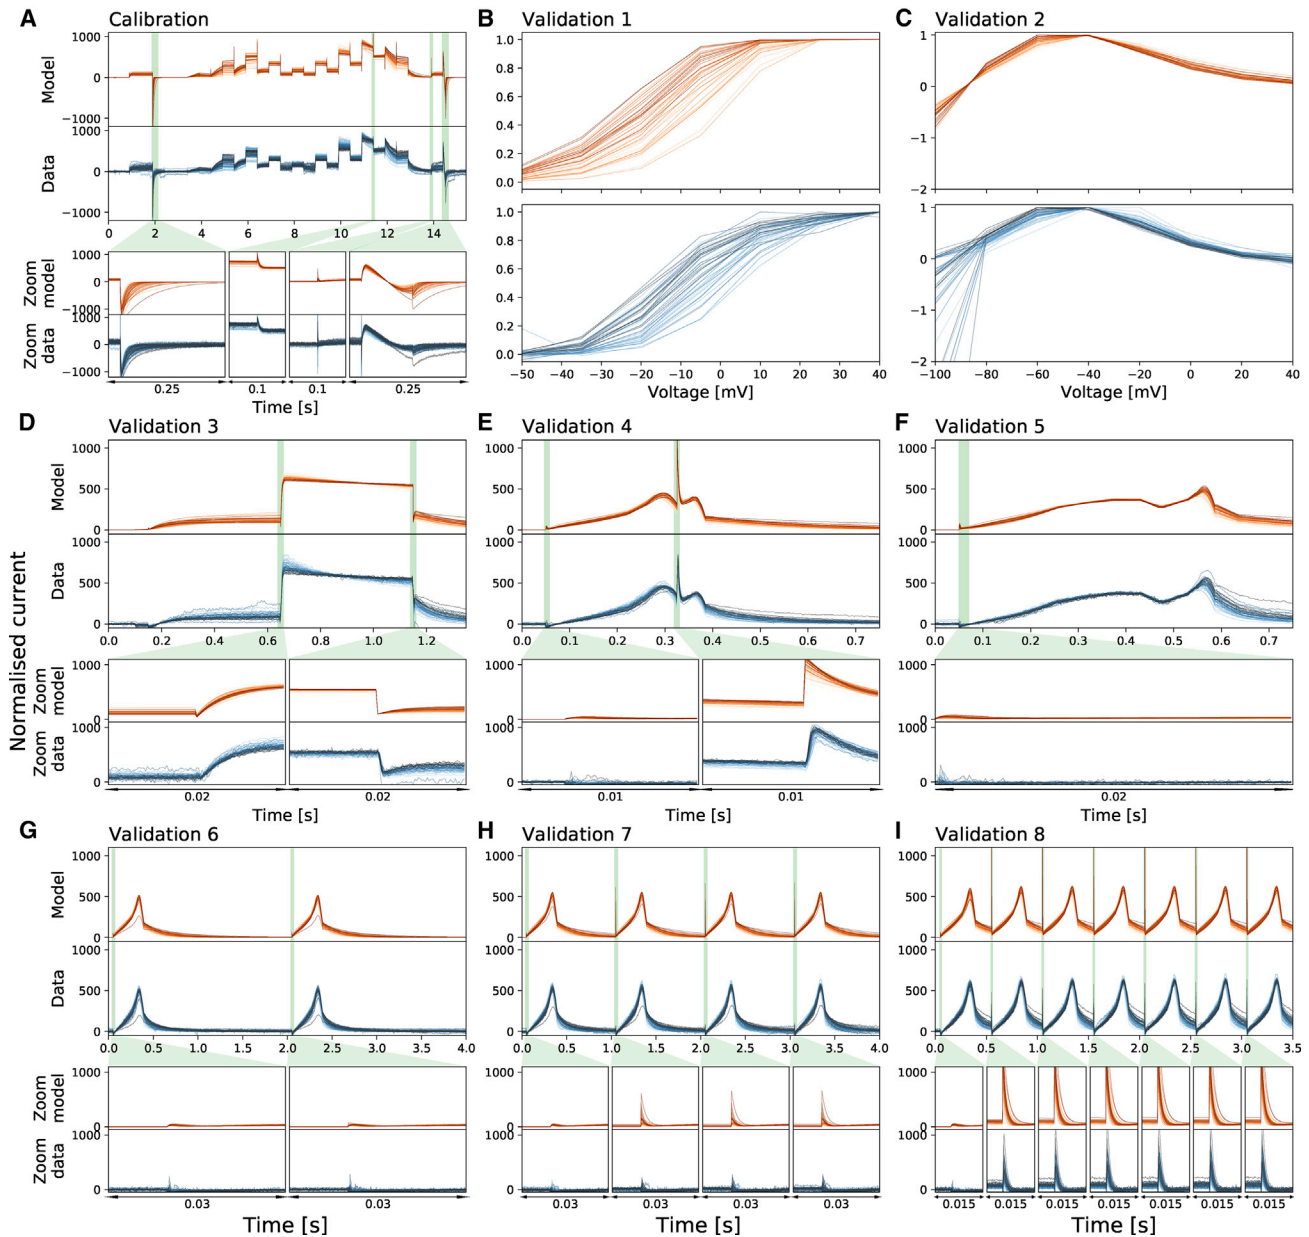 A Calibration
1000
0
−1000
Model
1000
0
−1000
Data
0 2 4 6 8 10 12 14
1000
0
−1000
Zoom
model
1000
0
−1000
Zoom
data
0.25 0.1 0.1 0.25
Time [s]
B Validation 1
1.0
0.8
0.6
0.4
0.2
0.0
1.0
0.8
0.6
0.4
0.2
0.0
−50 −40 −30 −20 −10 0 10 20 30 40
Voltage [mV]
C Validation 2
1
0
−1
−2
1
0
−1
−2
−100 −80 −60 −40 −20 0 20 40
Voltage [mV]
Normalised current
D Validation 3
1000
500
0
Model
1000
500
0
Data
0.0 0.2 0.4 0.6 0.8 1.0 1.2
1000
0
Zoom
model
1000
0
Zoom
data
0.02 0.02
Time [s]
E Validation 4
1000
500
0
1000
500
0
0.0 0.1 0.2 0.3 0.4 0.5 0.6 0.7
1000
0
1000
0
0.01 0.01
Time [s]
F Validation 5
1000
500
0
1000
500
0
0.0 0.1 0.2 0.3 0.4 0.5 0.6 0.7
1000
0
1000
0
0.02
Time [s]
G Validation 6
1000
500
0
Model
1000
500
0
Data
0.0 0.5 1.0 1.5 2.0 2.5 3.0 3.5 4.0
1000
0
Zoom
model
1000
0
Zoom
data
0.03 0.03
Time [s]
H Validation 7
1000
500
0
1000
500
0
0.0 0.5 1.0 1.5 2.0 2.5 3.0 3.5 4.0
1000
0
1000
0
0.03 0.03 0.03 0.03
Time [s]
I Validation 8
1000
500
0
1000
500
0
0.0 0.5 1.0 1.5 2.0 2.5 3.0 3.5
1000
0
1000
0
0.015 0.015 0.015 0.015 0.015 0.015 0.015
Time [s]